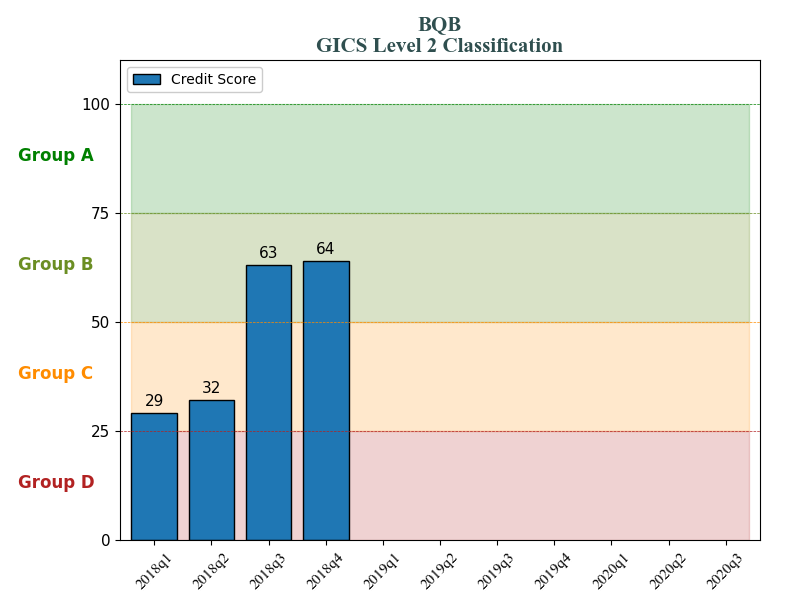 BQB
GICS Level 2 Classification
Credit Score
100
Group A
75
Group B
63
64
50
Group C
29
32
25
Group D
0
2018q1
2018q2
2018q3
2018q4
2019q1
2019q2
2019q3
2019q4
2020q1
2020q2
2020q3